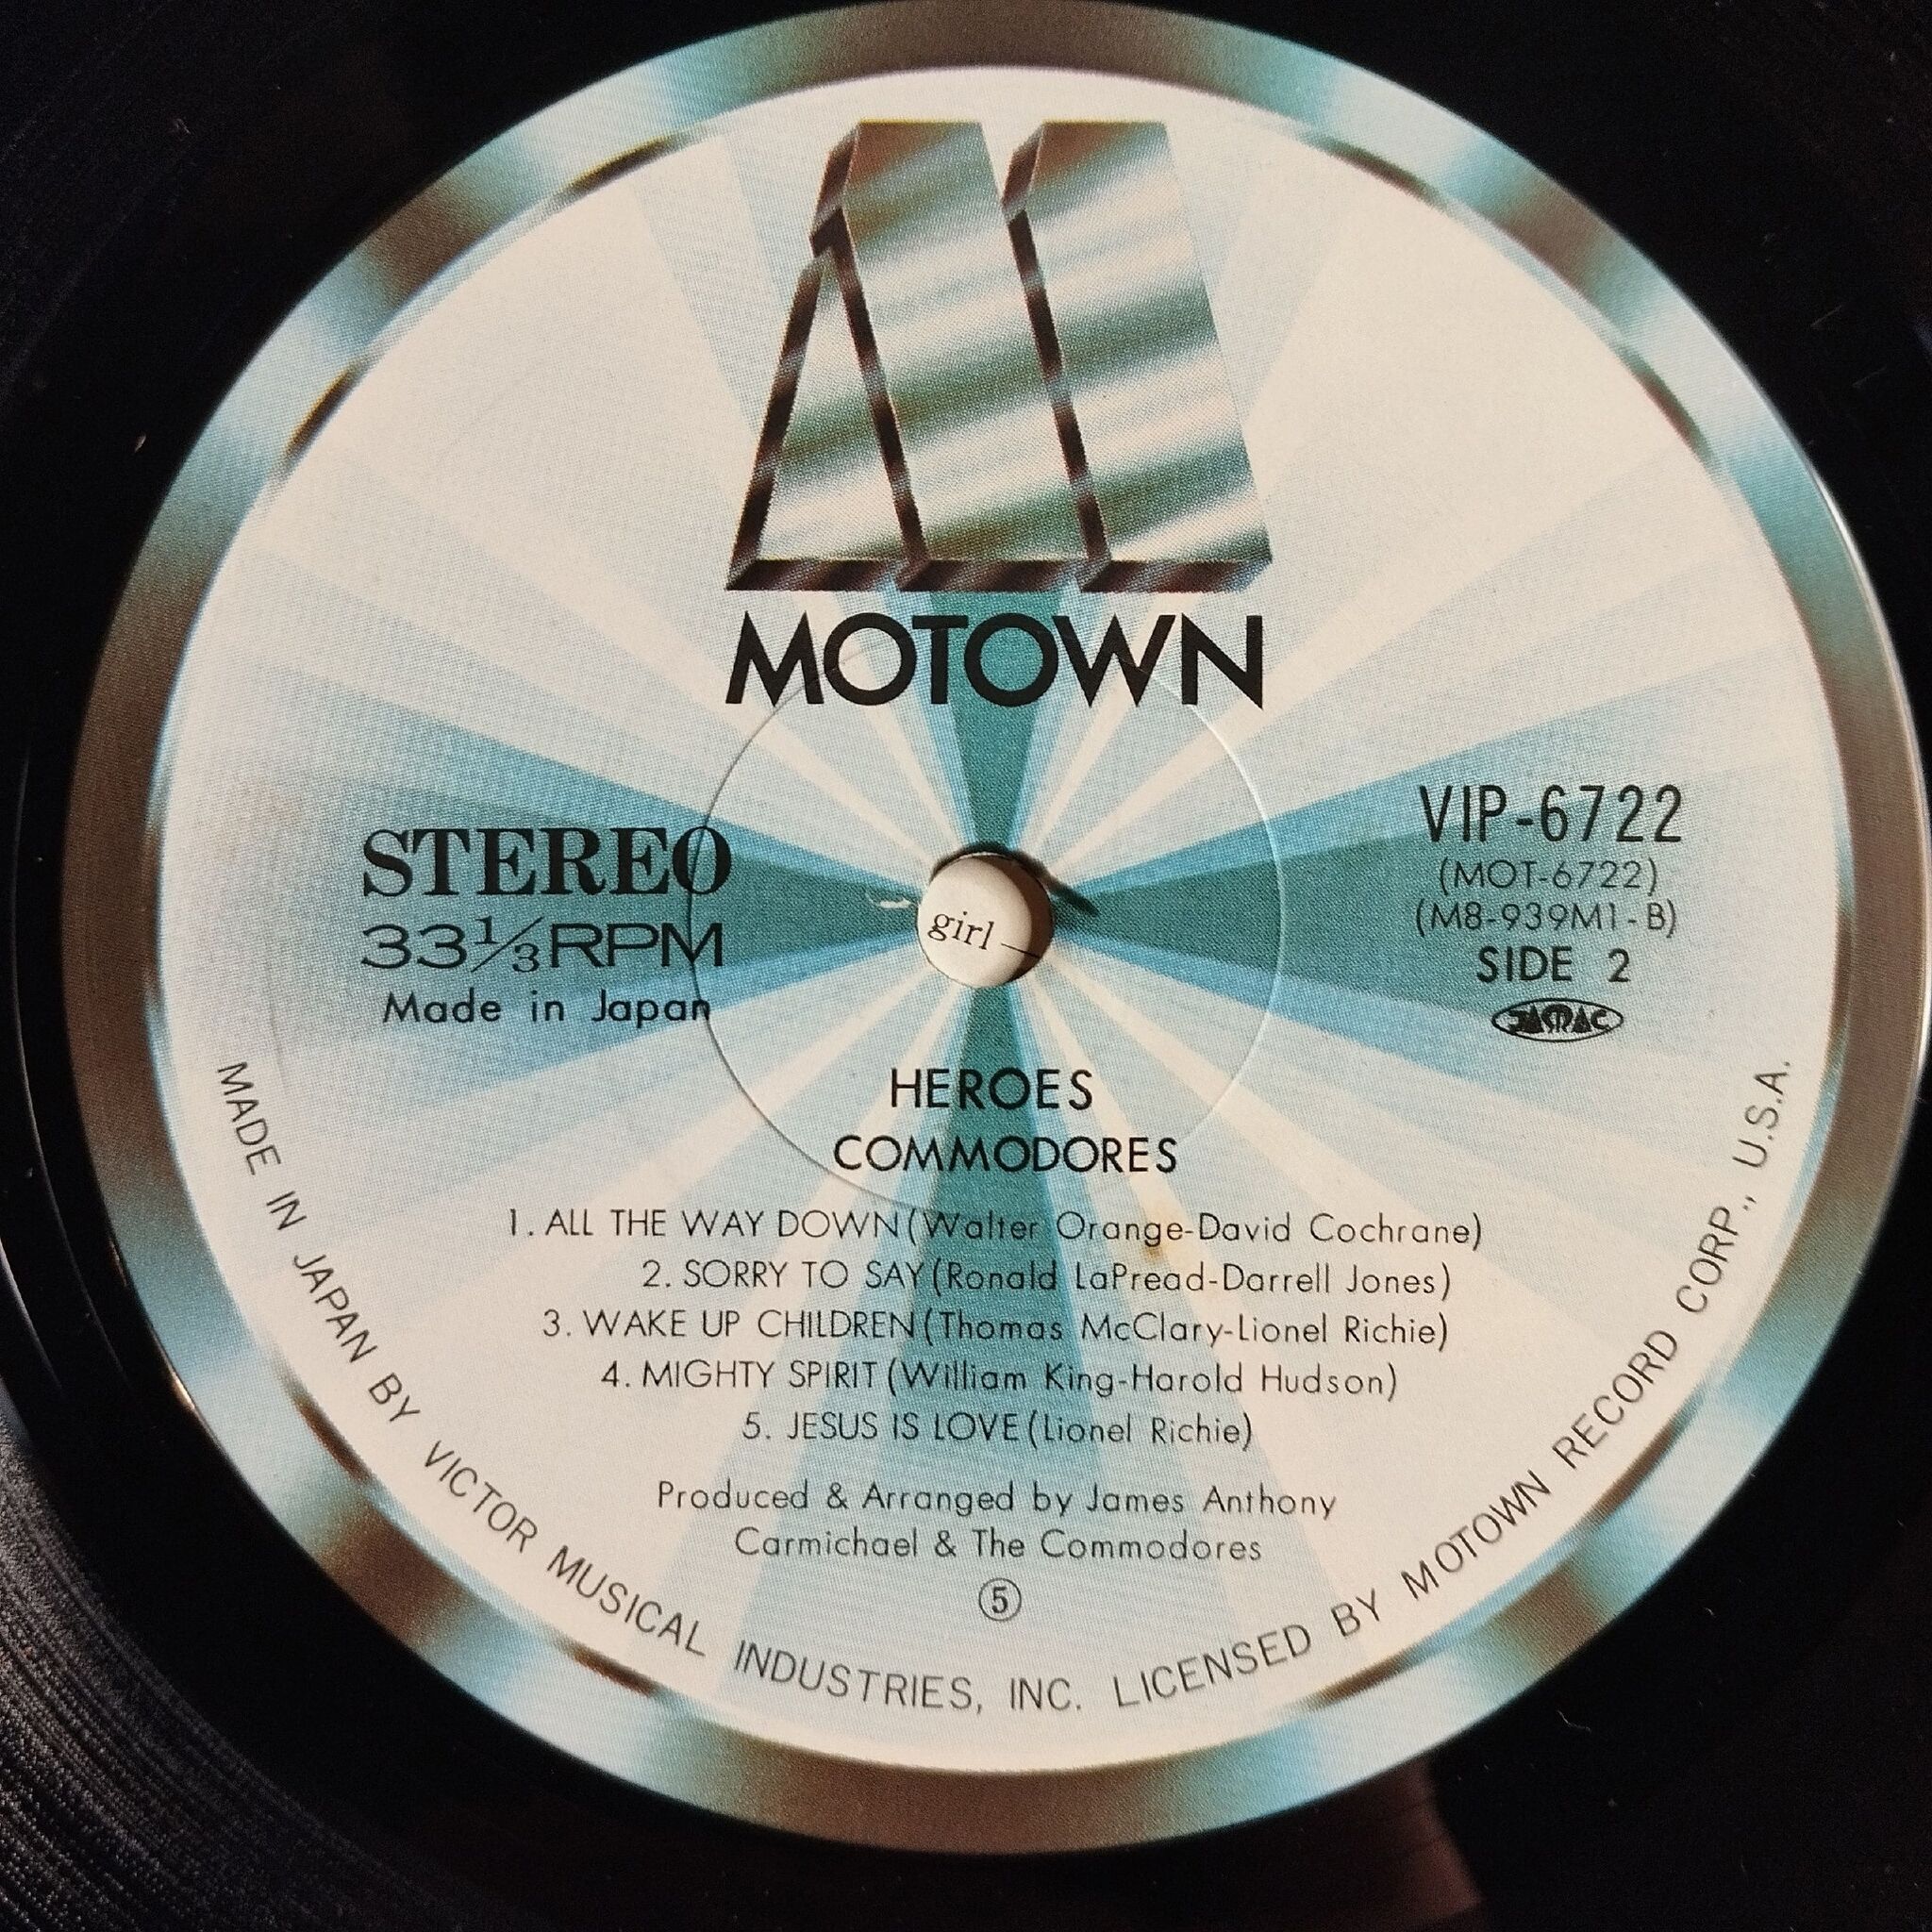 MOTOWN
STEREO
33⅓RPM
Made in Japan
VIP-6722
(MOT-6722)
(M8-939M1-B)
SIDE 2
JASRAC
girl—
HEROES
COMMODORES
1. ALL THE WAY DOWN (Walter Orange-David Cochrane)
2. SORRY TO SAY (Ronald LaPread-Darrell Jones)
3. WAKE UP CHILDREN (Thomas McClary-Lionel Richie)
4. MIGHTY SPIRIT (William King-Harold Hudson)
5. JESUS IS LOVE (Lionel Richie)
Produced & Arranged by James Anthony
Carmichael & The Commodores
⑤
MADE IN JAPAN BY VICTOR MUSICAL INDUSTRIES, INC. LICENSED BY MOTOWN RECORD CORP., U.S.A.